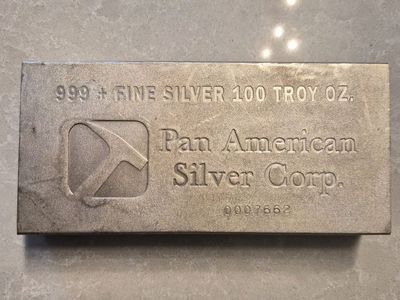 999 + FINE SILVER 100 TROY OZ.
Pan American
Silver Corp.
0007662